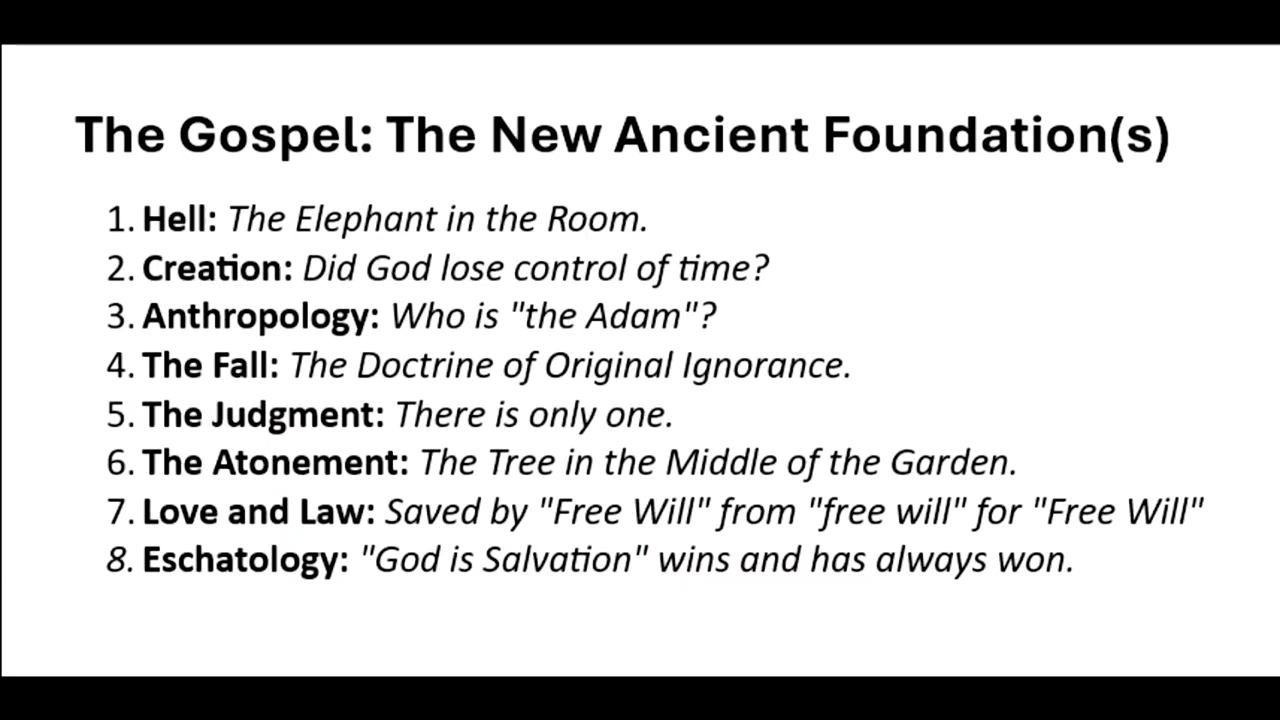 The Gospel: The New Ancient Foundation(s)
1. Hell: The Elephant in the Room.
2. Creation: Did God lose control of time?
3. Anthropology: Who is "the Adam"?
4. The Fall: The Doctrine of Original Ignorance.
5. The Judgment: There is only one.
6. The Atonement: The Tree in the Middle of the Garden.
7. Love and Law: Saved by "Free Will" from "free will" for "Free Will"
8. Eschatology: "God is Salvation" wins and has always won.